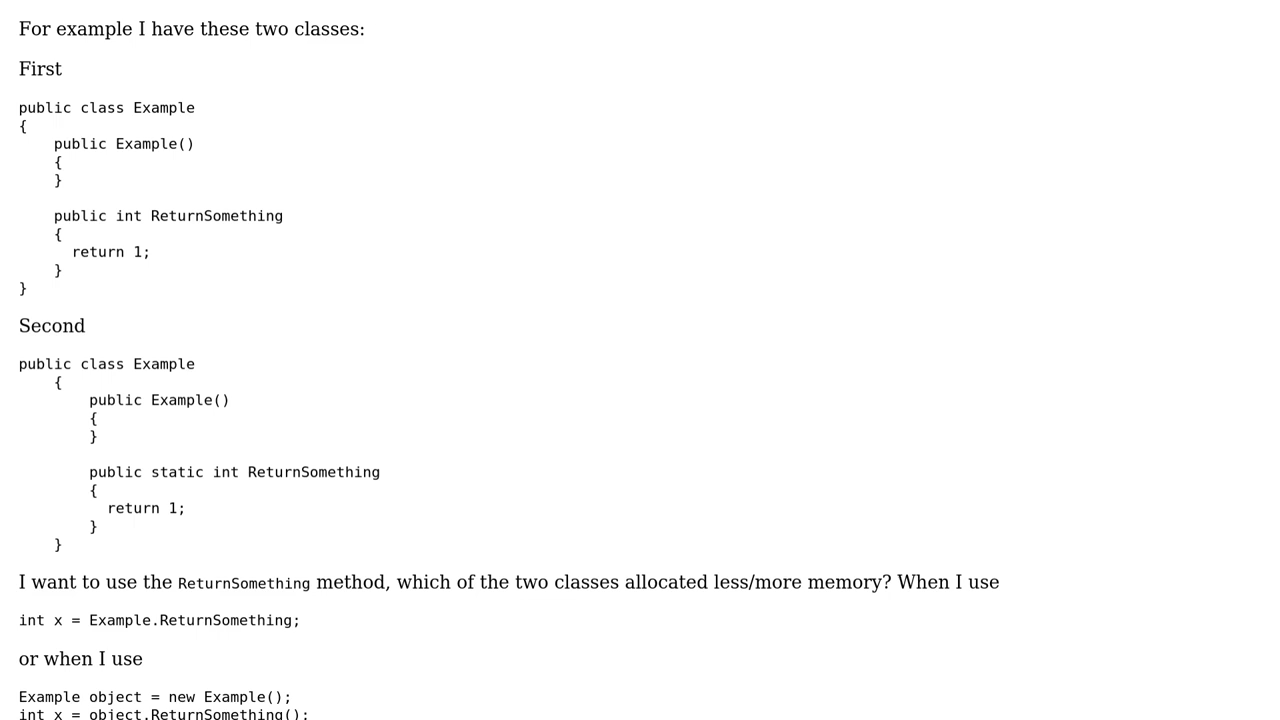 For example I have these two classes:
First
public class Example
{
    public Example()
    {
    }

    public int ReturnSomething
    {
      return 1;
    }
}
Second
public class Example
    {
        public Example()
        {
        }

        public static int ReturnSomething
        {
          return 1;
        }
    }
I want to use the ReturnSomething method, which of the two classes allocated less/more memory? When I use
int x = Example.ReturnSomething;
or when I use
Example object = new Example();
int x = object.ReturnSomething();